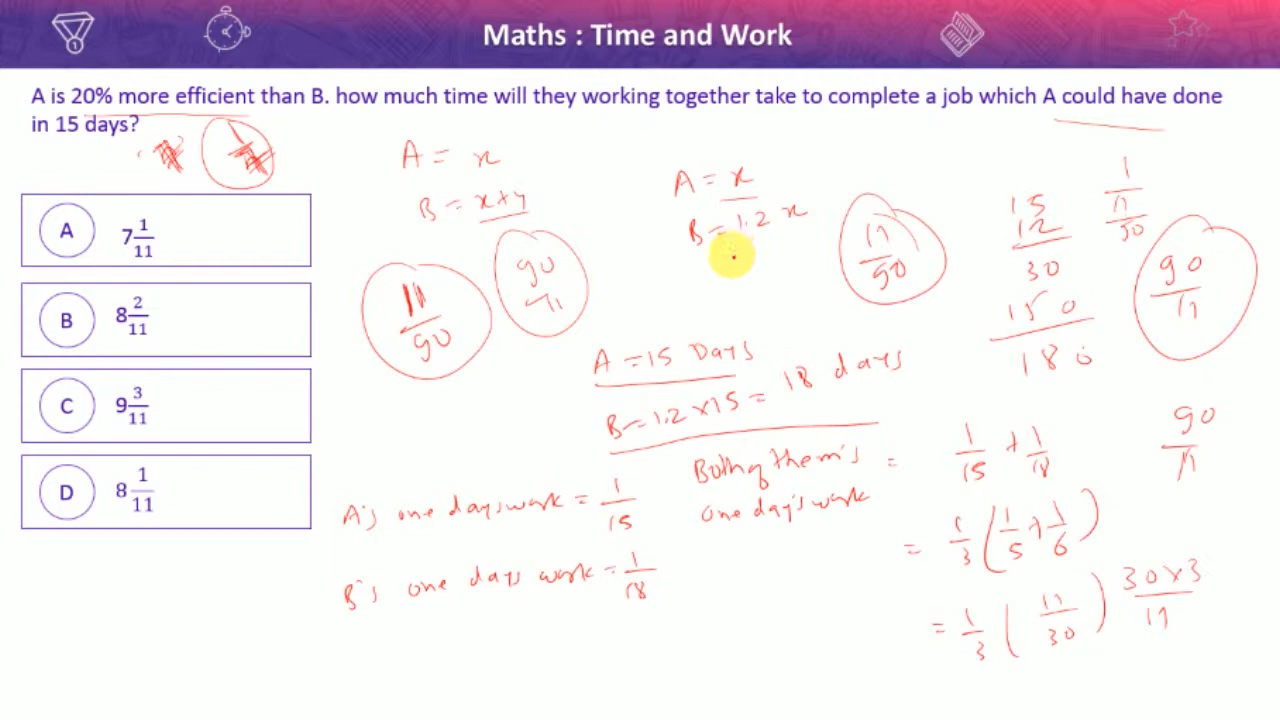 Maths : Time and Work
A is 20% more efficient than B. how much time will they working together take to complete a job which A could have done
in 15 days?
A 7 1/11
B 8 2/11
C 9 3/11
D 8 1/11
A = x
B = x+y
11/90
90/11
A = x
B = 1.2 x
11/90
15
12
30
150
180
1
11
90
90/11
A = 15 Days
B = 1.2 × 15 = 18 days
A's one days work = 1/15
B's one days work = 1/18
Both of them's
one day's work
= 1/15 + 1/18
= 1/3 (1/5 + 1/6)
= 1/3 (11/30)
90/11
30×3/11